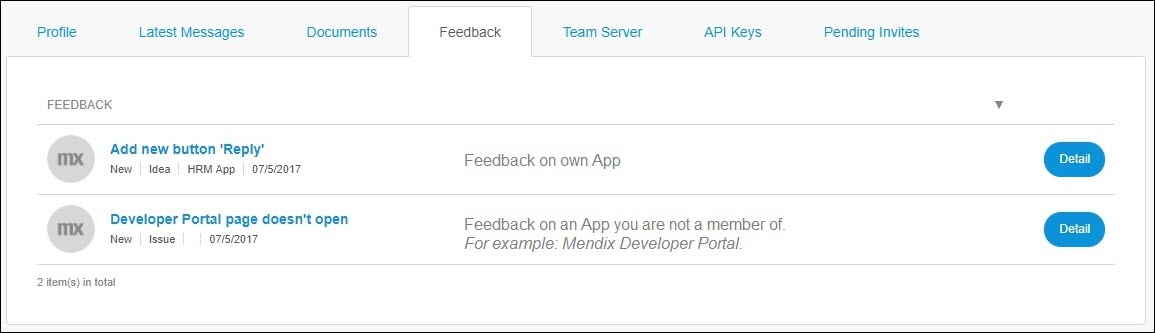 Profile Latest Messages Documents Feedback Team Server API Keys Pending Invites
FEEDBACK ▼
mx Add new button 'Reply' Feedback on own App Detail
New Idea HRM App 07/5/2017
mx Developer Portal page doesn't open Feedback on an App you are not a member of. Detail
New Issue 07/5/2017 For example: Mendix Developer Portal.
2 item(s) in total